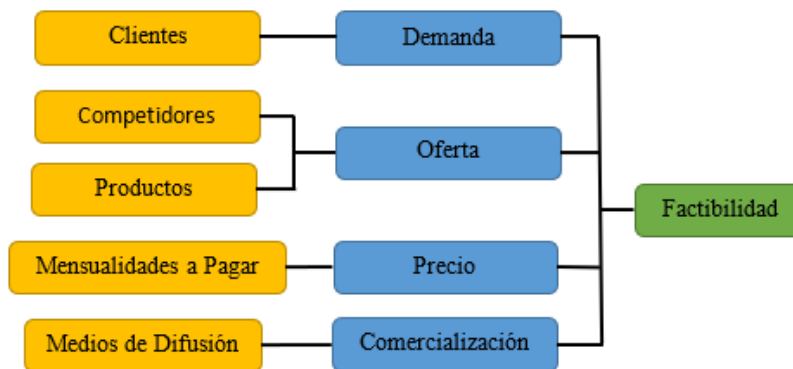 Clientes
Demanda
Competidores
Oferta
Productos
Factibilidad
Mensualidades a Pagar
Precio
Medios de Difusión
Comercialización